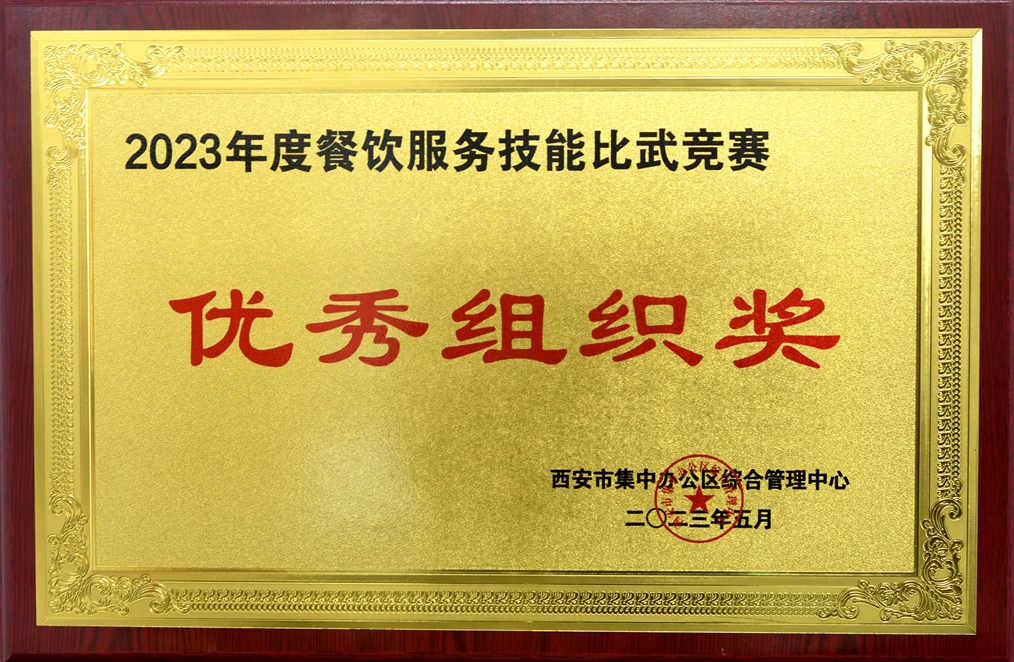 2023年度餐饮服务技能比武竞赛
优秀组织奖
西安市集中办公区综合管理中心
二〇二三年五月